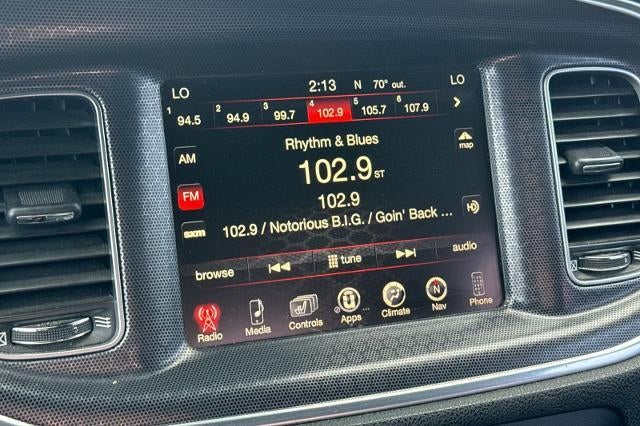 LO 2:13 N 70° out. LO
1 94.5 2 94.9 3 99.7 4 102.9 5 105.7 6 107.9
Rhythm & Blues
map
AM
102.9 ST
FM
102.9
HD
sxm
102.9 / Notorious B.I.G. / Goin' Back ...
browse tune audio
Radio Media Controls Apps Climate Nav Phone